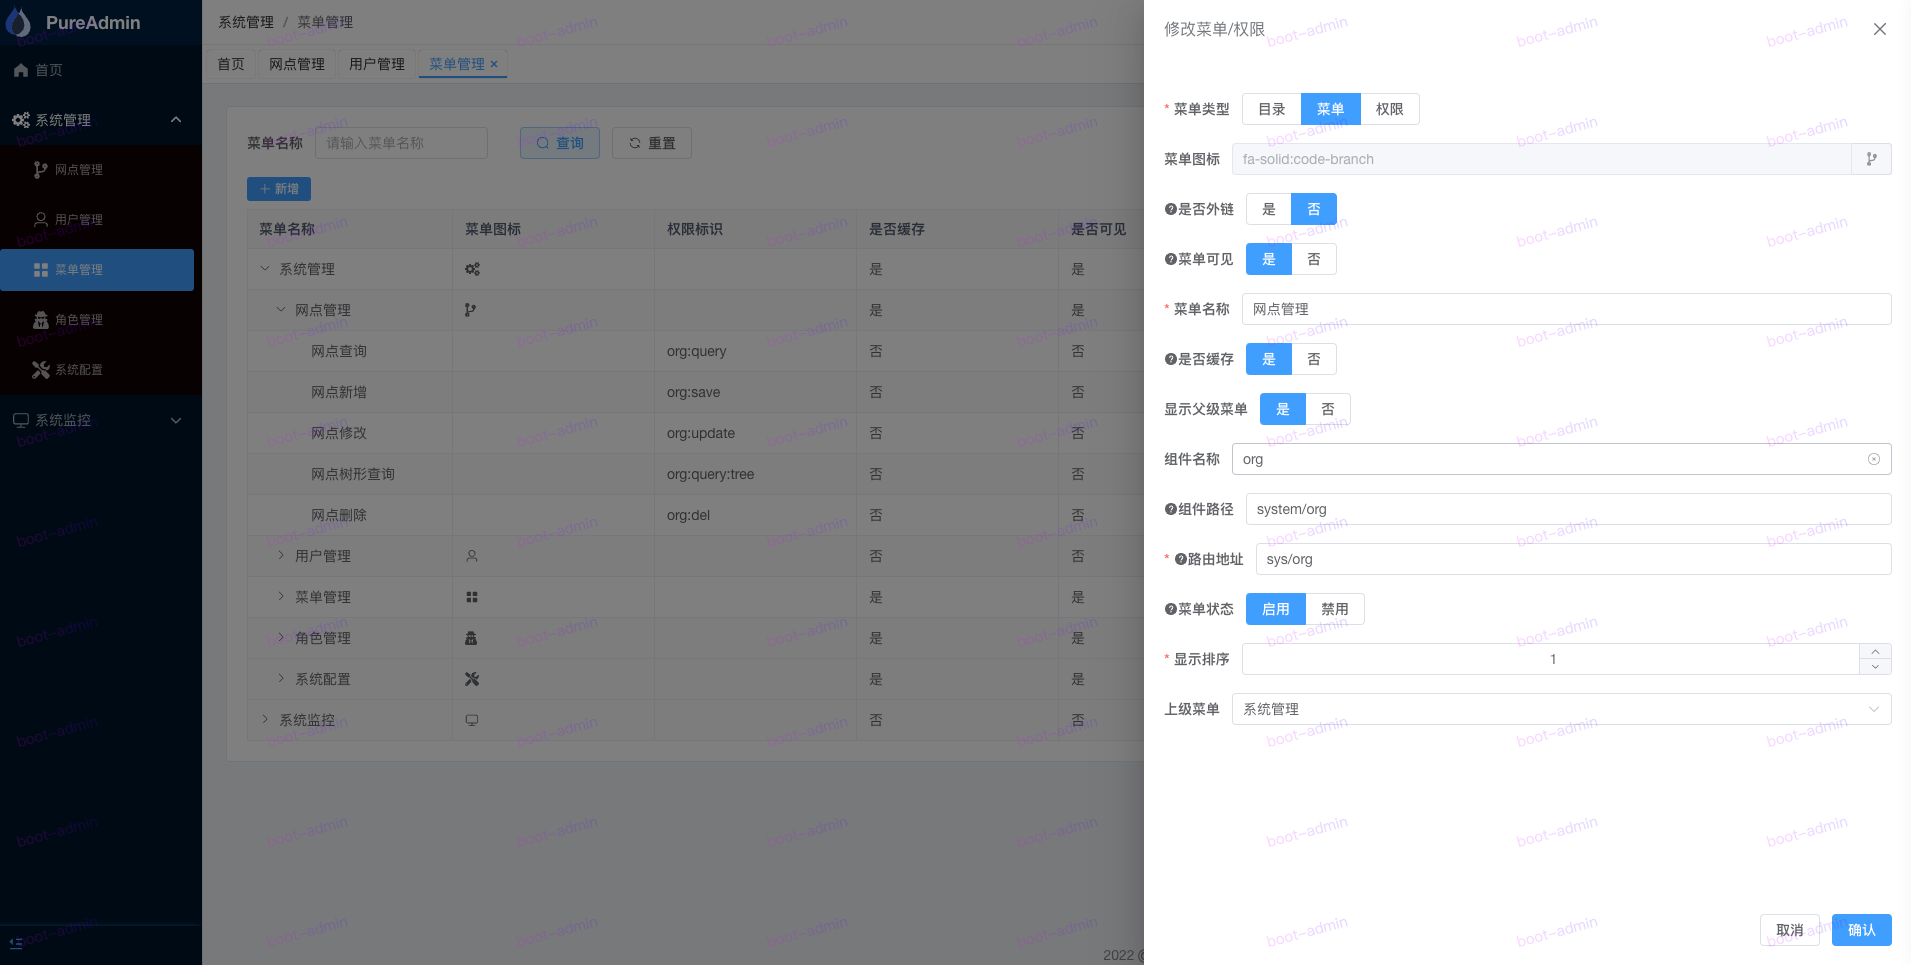 PureAdmin
首页
系统管理
网点管理
用户管理
菜单管理
角色管理
系统配置
系统监控
系统管理 / 菜单管理
首页 网点管理 用户管理 菜单管理 ×
菜单名称 请输入菜单名称 查询 重置
+ 新增
菜单名称 菜单图标 权限标识 是否缓存 是否可见
系统管理 是 是
网点管理 是 是
网点查询 org:query 否 否
网点新增 org:save 否 否
网点修改 org:update 否 否
网点树形查询 org:query:tree 否 否
网点删除 org:del 否 否
用户管理 否 否
菜单管理 是 是
角色管理 是 是
系统配置 是 是
系统监控 否 否
2022
修改菜单/权限
* 菜单类型 目录 菜单 权限
菜单图标 fa-solid:code-branch
是否外链 是 否
菜单可见 是 否
* 菜单名称 网点管理
是否缓存 是 否
显示父级菜单 是 否
组件名称 org
组件路径 system/org
* 路由地址 sys/org
菜单状态 启用 禁用
* 显示排序 1
上级菜单 系统管理
取消 确认
boot-admin